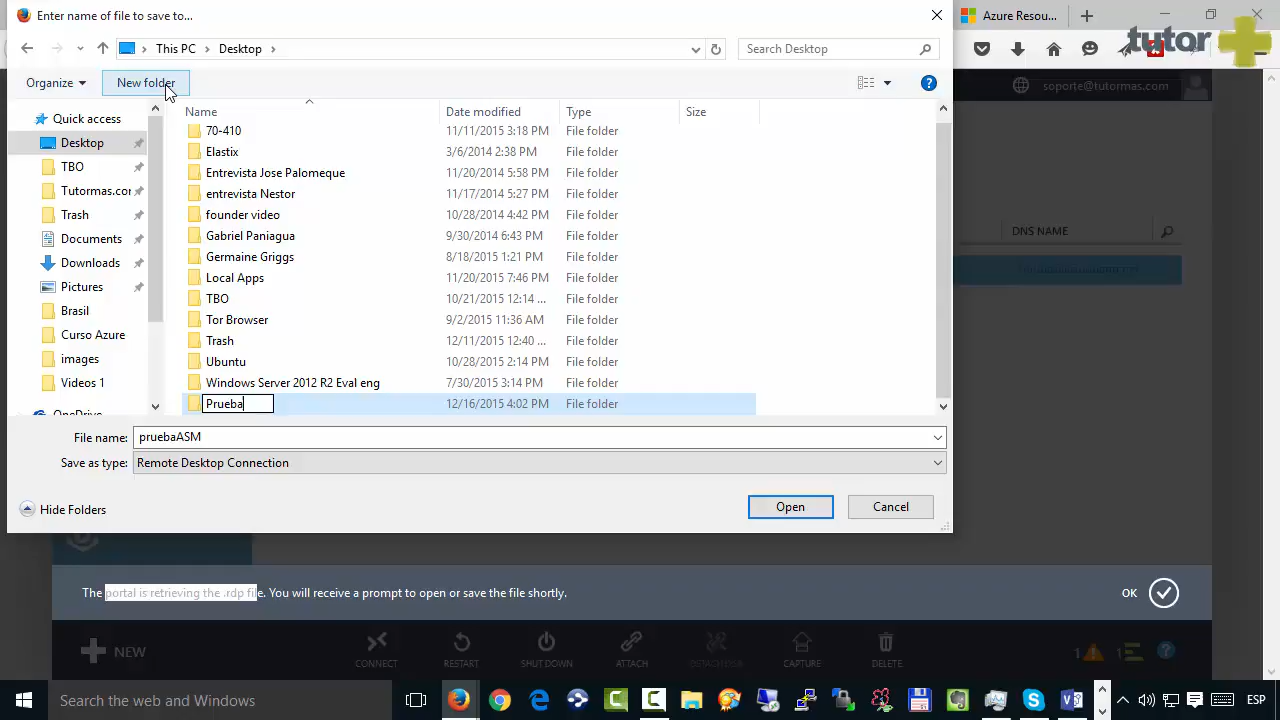 Enter name of file to save to...
Azure Resou...
tutor
This PC > Desktop >
Search Desktop
Organize
New folder
soporte@tutormas.com
Name
Date modified
Type
Size
Quick access
Desktop
TBO
Tutormas.cor
Trash
Documents
Downloads
Pictures
Brasil
Curso Azure
images
Videos 1
OneDrive
70-410 11/11/2015 3:18 PM File folder
Elastix 3/6/2014 2:38 PM File folder
Entrevista Jose Palomeque 11/20/2014 5:58 PM File folder
entrevista Nestor 11/17/2014 5:27 PM File folder
founder video 10/28/2014 4:42 PM File folder
Gabriel Paniagua 9/30/2014 6:43 PM File folder
Germaine Griggs 8/18/2015 1:21 PM File folder
Local Apps 11/20/2015 7:46 PM File folder
TBO 10/21/2015 12:14 ... File folder
Tor Browser 9/2/2015 11:36 AM File folder
Trash 12/11/2015 12:40 ... File folder
Ubuntu 10/28/2015 2:14 PM File folder
Windows Server 2012 R2 Eval eng 7/30/2015 3:14 PM File folder
Prueba 12/16/2015 4:02 PM File folder
DNS NAME
File name: pruebaASM
Save as type: Remote Desktop Connection
Hide Folders
Open
Cancel
The portal is retrieving the .rdp file. You will receive a prompt to open or save the file shortly.
OK
NEW
CONNECT
RESTART
SHUT DOWN
ATTACH
CAPTURE
DELETE
1
1
Search the web and Windows
ESP